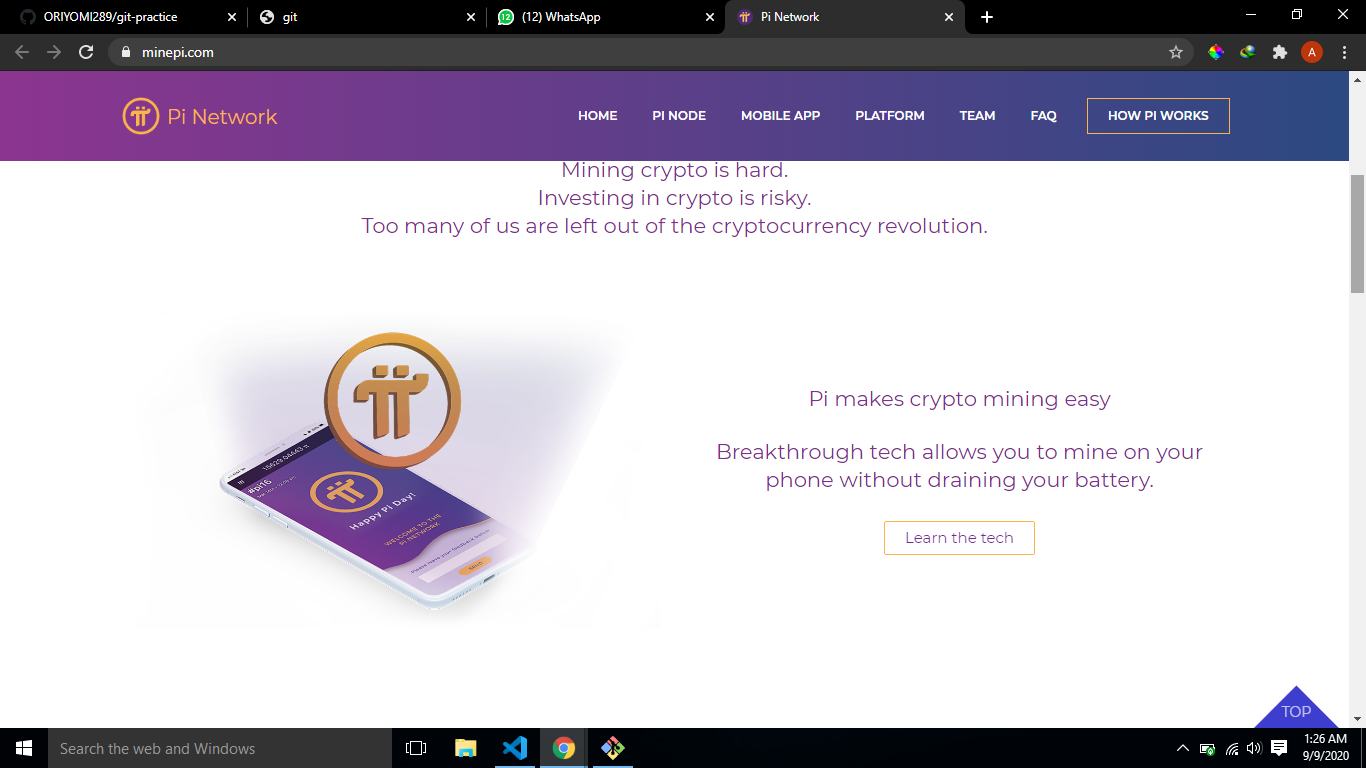 ORIYOMI289/git-practice
git
12
(12) WhatsApp
Pi Network
minepi.com
A
Pi Network
HOME
PI NODE
MOBILE APP
PLATFORM
TEAM
FAQ
HOW PI WORKS
Mining crypto is hard.
Investing in crypto is risky.
Too many of us are left out of the cryptocurrency revolution.
#pi16
Happy Pi Day!
WELCOME TO THE
PI NETWORK
Pi makes crypto mining easy
Breakthrough tech allows you to mine on your
phone without draining your battery.
Learn the tech
TOP
Search the web and Windows
1:26 AM
9/9/2020